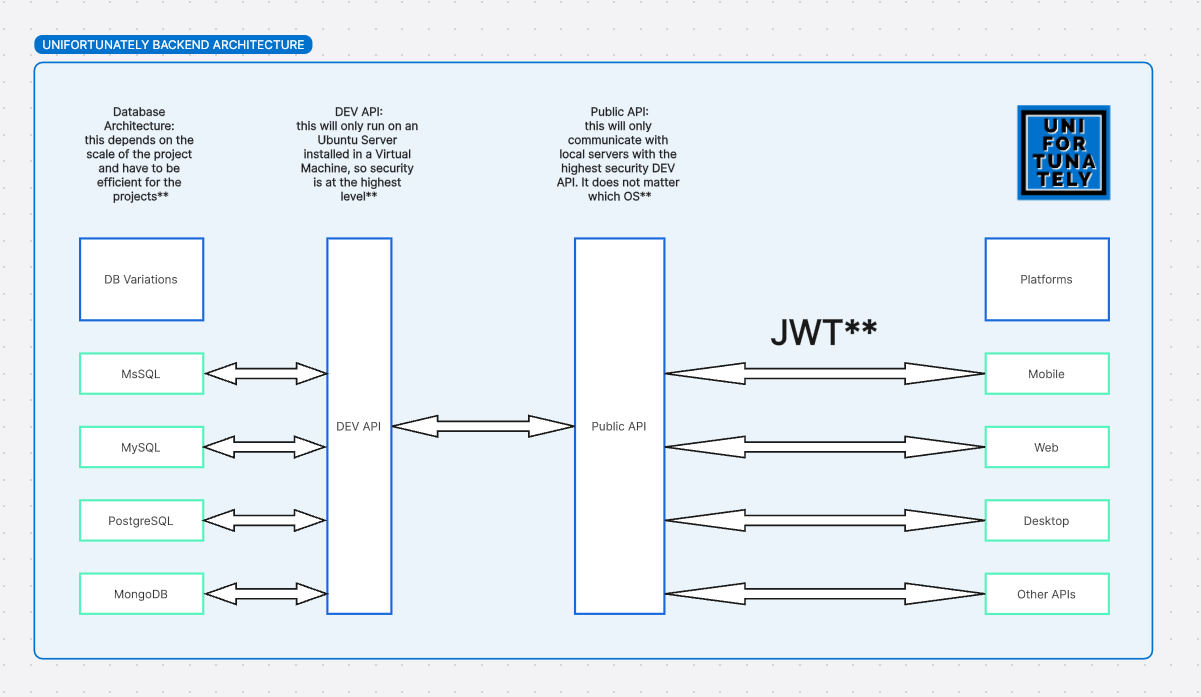 UNIFORTUNATELY BACKEND ARCHITECTURE
Database
Architecture:
this depends on the
scale of the project
and have to be
efficient for the
projects**
DEV API:
this will only run on an
Ubuntu Server
installed in a Virtual
Machine, so security
is at the highest
level**
Public API:
this will only
communicate with
local servers with the
highest security DEV
API. It does not matter
which OS**
UNI
FOR
TUNA
TELY
DB Variations
Platforms
JWT**
MsSQL
Mobile
DEV API
Public API
MySQL
Web
PostgreSQL
Desktop
MongoDB
Other APIs